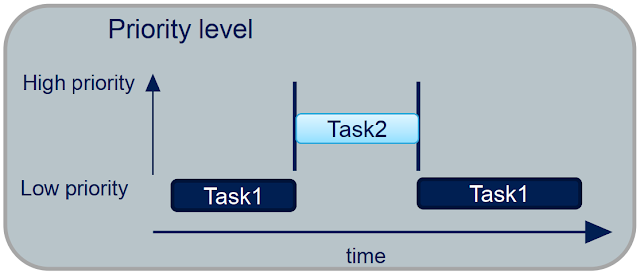 Priority level
High priority
Task2
Low priority
Task1
Task1
time